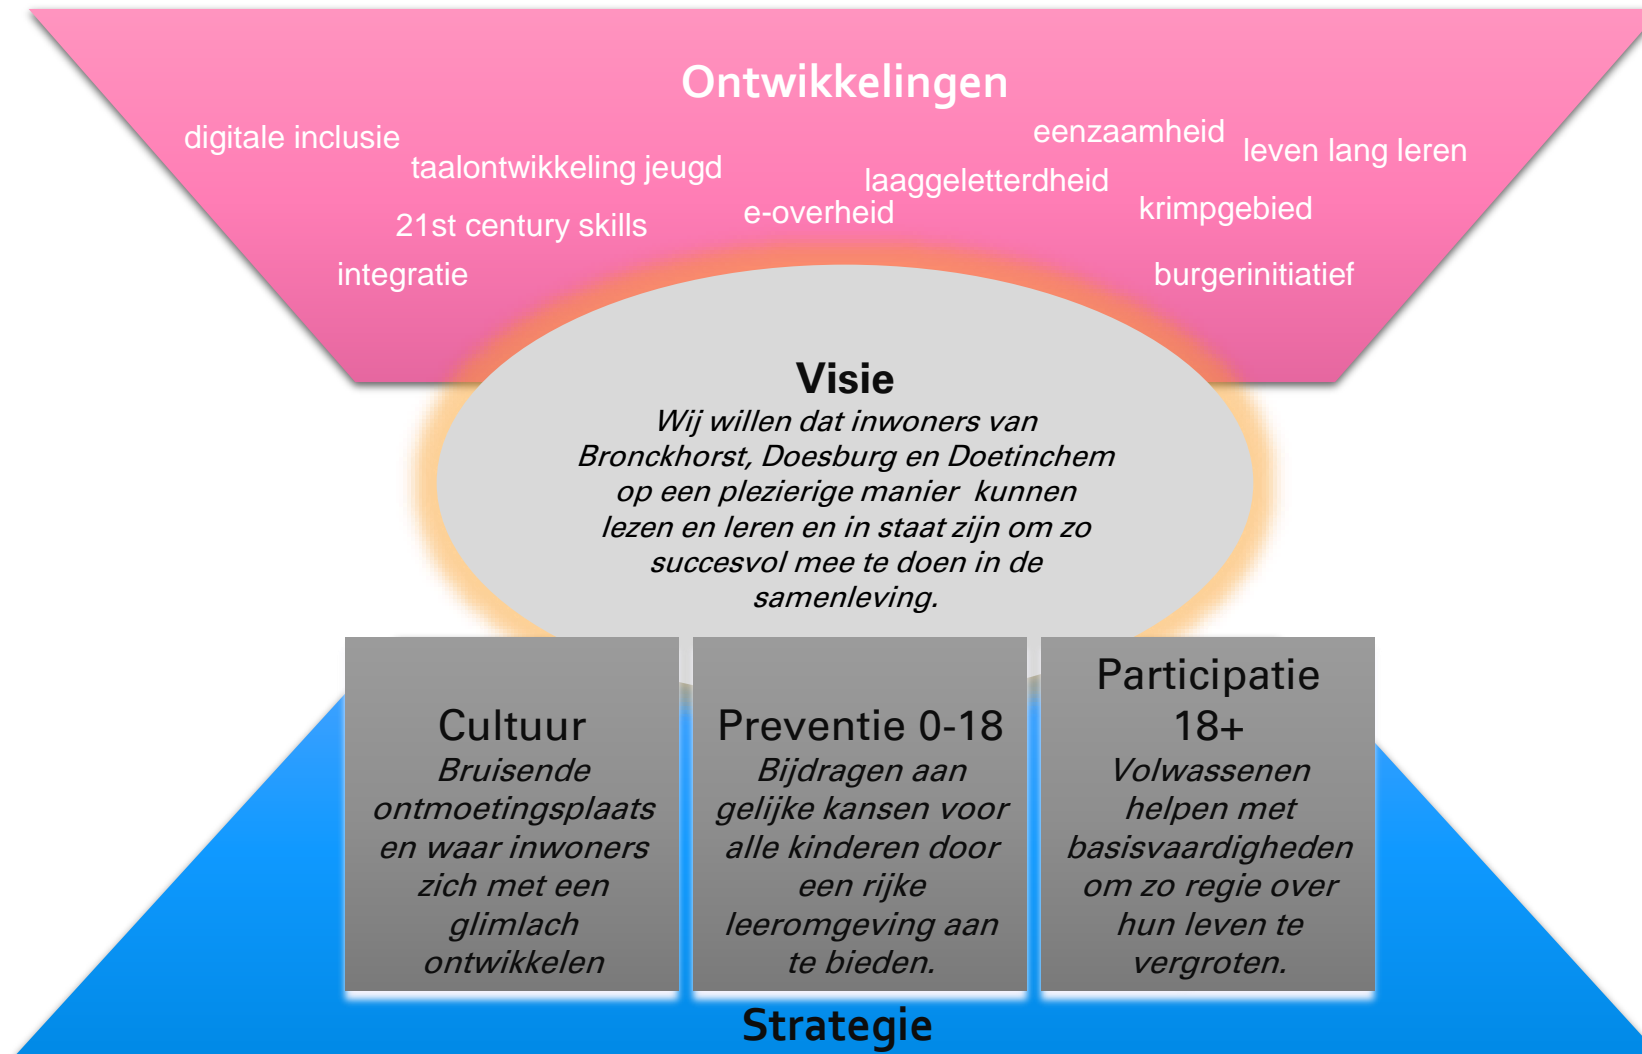 Ontwikkelingen
digitale inclusie
eenzaamheid
leven lang leren
taalontwikkeling jeugd
laaggeletterdheid
21st century skills
e-overheid
krimpgebied
integratie
burgerinitiatief
Visie
Wij willen dat inwoners van
Bronckhorst, Doesburg en Doetinchem
op een plezierige manier kunnen
lezen en leren en in staat zijn om zo
succesvol mee te doen in de
samenleving.
Cultuur
Bruisende
ontmoetingsplaats
en waar inwoners
zich met een
glimlach
ontwikkelen
Preventie 0-18
Bijdragen aan
gelijke kansen voor
alle kinderen door
een rijke
leeromgeving aan
te bieden.
Participatie
18+
Volwassenen
helpen met
basisvaardigheden
om zo regie over
hun leven te
vergroten.
Strategie